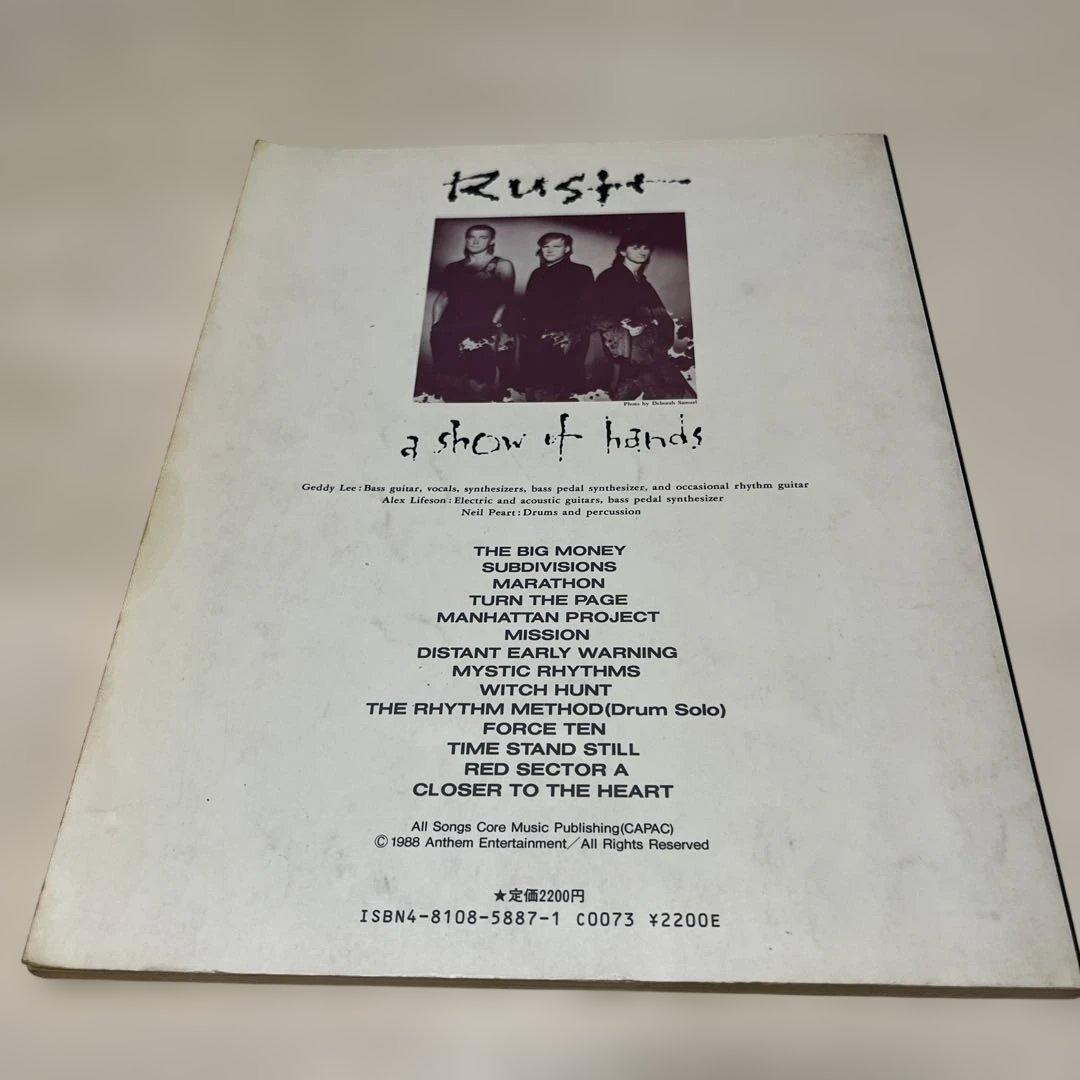 Rush
Photo by Deborah Samuel
a show of hands
Geddy Lee : Bass guitar, vocals, synthesizers, bass pedal synthesizer, and occasional rhythm guitar
Alex Lifeson : Electric and acoustic guitars, bass pedal synthesizer
Neil Peart : Drums and percussion
THE BIG MONEY
SUBDIVISIONS
MARATHON
TURN THE PAGE
MANHATTAN PROJECT
MISSION
DISTANT EARLY WARNING
MYSTIC RHYTHMS
WITCH HUNT
THE RHYTHM METHOD(Drum Solo)
FORCE TEN
TIME STAND STILL
RED SECTOR A
CLOSER TO THE HEART
All Songs Core Music Publishing(CAPAC)
© 1988 Anthem Entertainment／All Rights Reserved
★定価2200円
ISBN4-8108-5887-1 C0073 ¥2200E